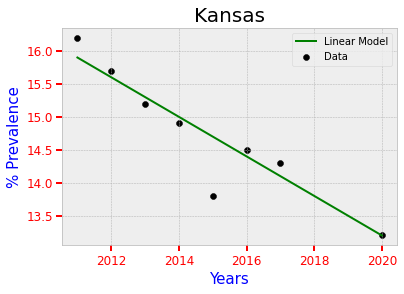 Kansas
Linear Model
Data
% Prevalence
16.0
15.5
15.0
14.5
14.0
13.5
2012 2014 2016 2018 2020
Years